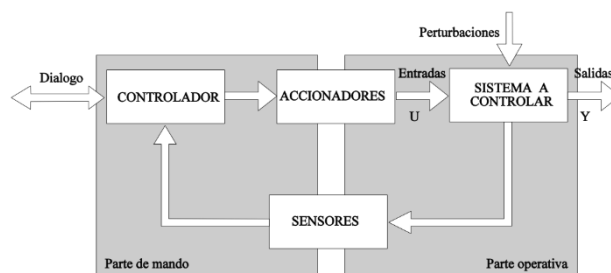 Perturbaciones
Dialogo
CONTROLADOR
ACCIONADORES
Entradas
U
SISTEMA A
CONTROLAR
Salidas
Y
SENSORES
Parte de mando
Parte operativa